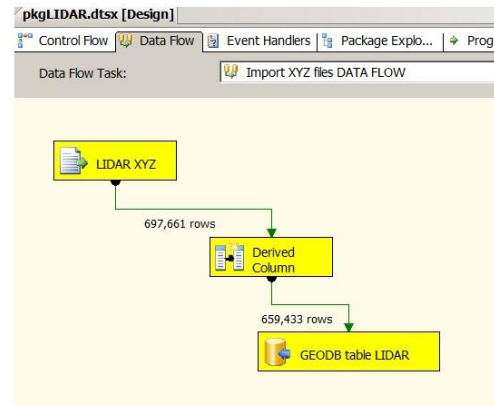 pkgLIDAR.dtsx [Design]
Control Flow Data Flow Event Handlers Package Explo... Prog
Data Flow Task: Import XYZ files DATA FLOW
LIDAR XYZ
697,661 rows
Derived
Column
659,433 rows
GEODB table LIDAR